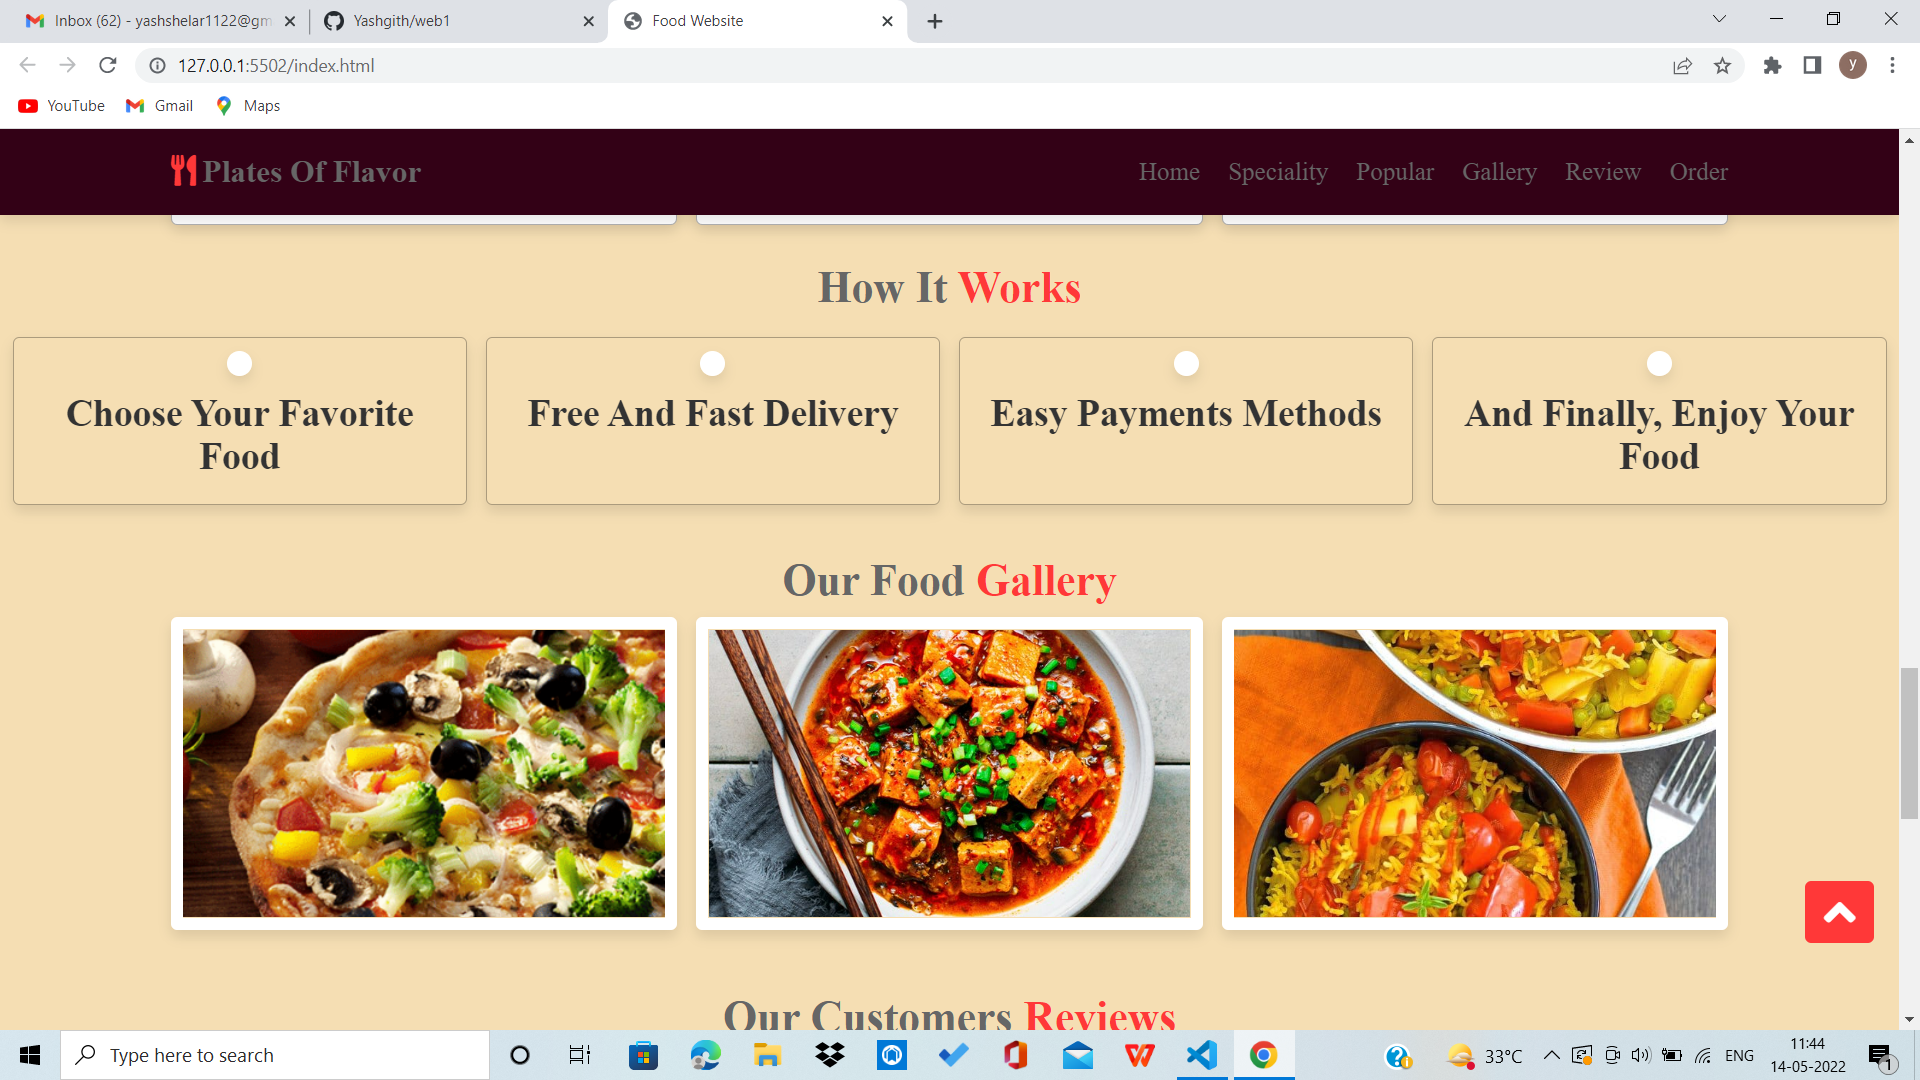 Inbox (62) - yashshelar1122@gm
Yashgith/web1
Food Website
127.0.0.1:5502/index.html
y
YouTube
Gmail
Maps
Plates Of Flavor
Home
Speciality
Popular
Gallery
Review
Order
How It Works
Choose Your Favorite
Food
Free And Fast Delivery
Easy Payments Methods
And Finally, Enjoy Your
Food
Our Food Gallery
Our Customers Reviews
Type here to search
33°C
ENG
11:44
14-05-2022
1